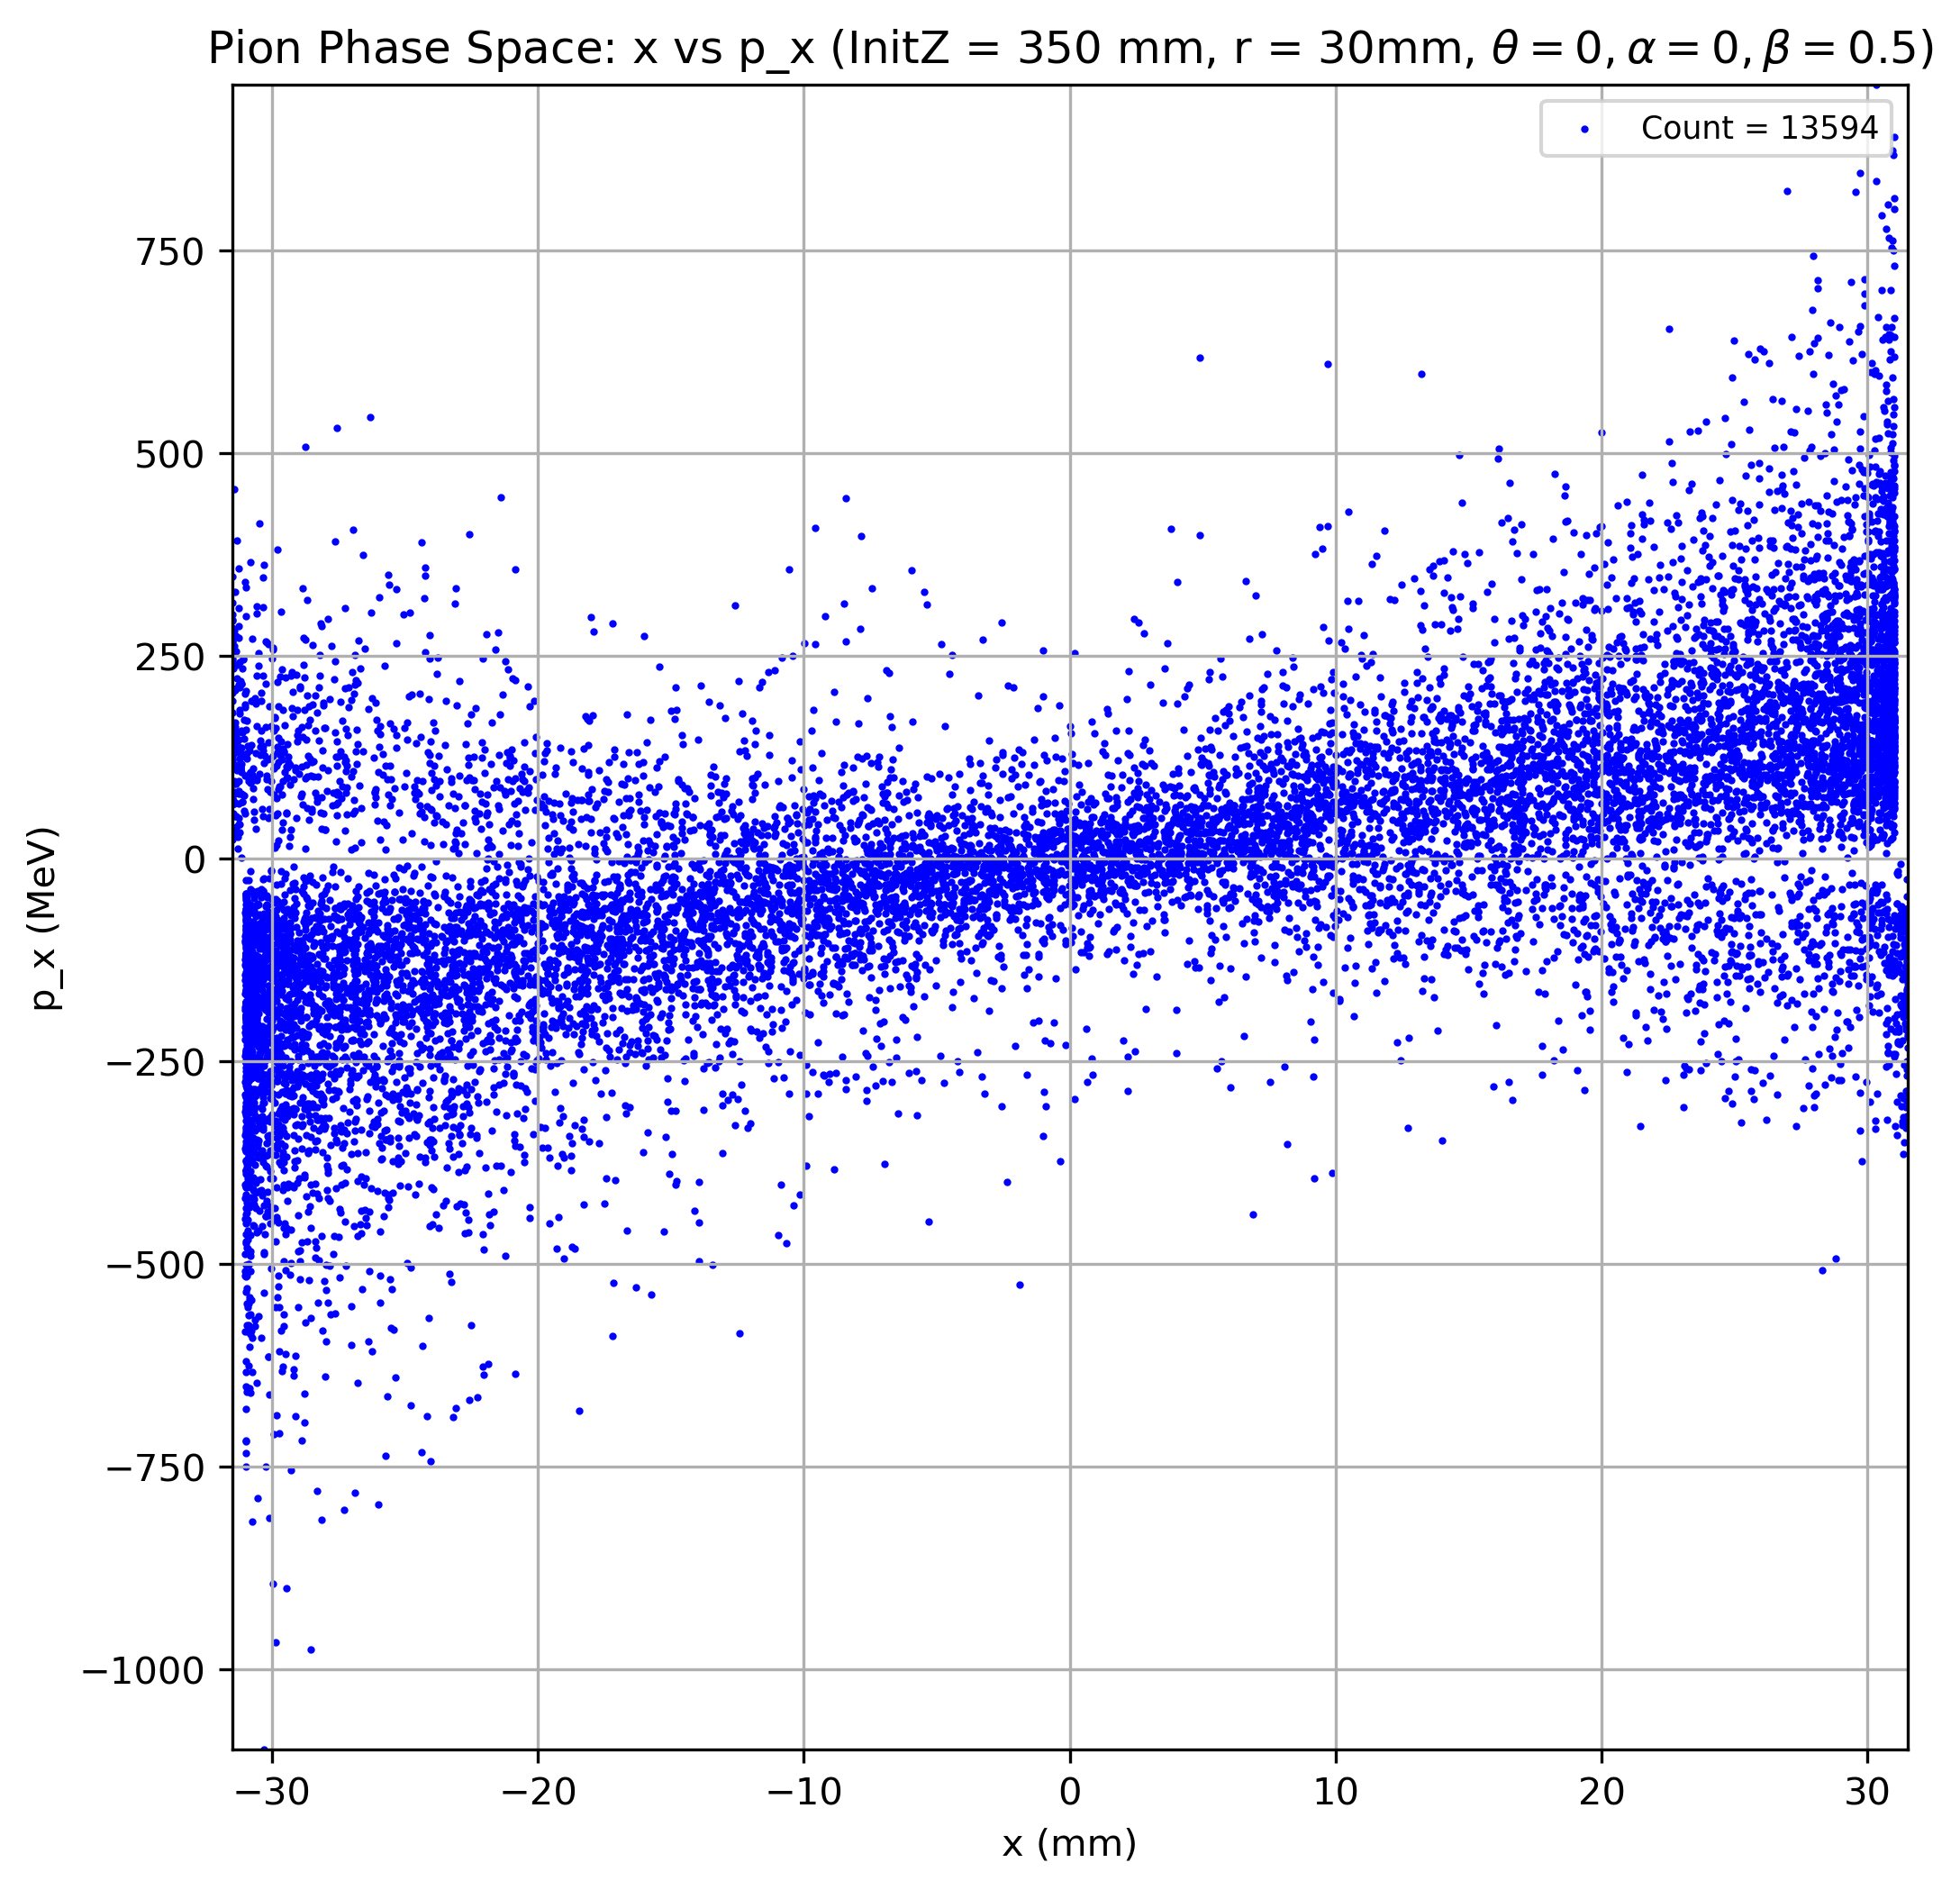 Pion Phase Space: x vs p_x (InitZ = 350 mm, r = 30mm, θ = 0, α = 0, β = 0.5)
Count = 13594
750
500
250
0
−250
−500
−750
−1000
p_x (MeV)
−30 −20 −10 0 10 20 30
x (mm)